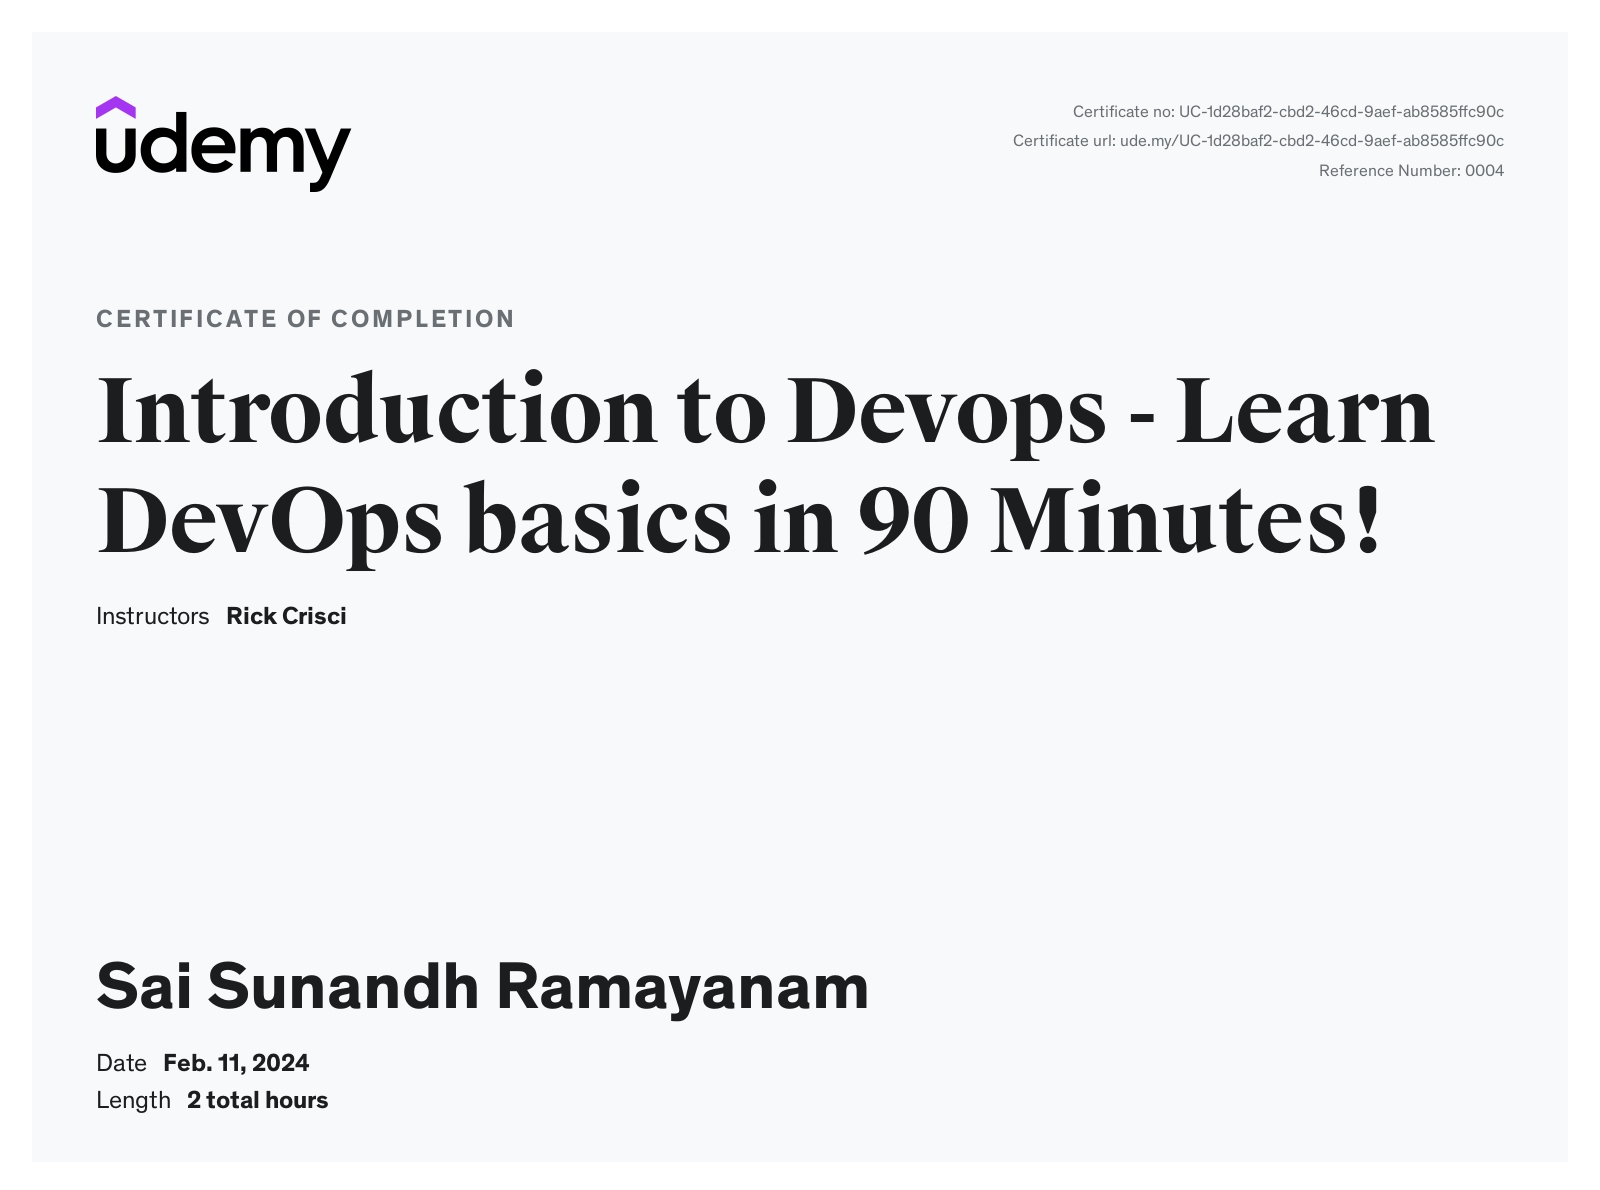 udemy
Certificate no: UC-1d28baf2-cbd2-46cd-9aef-ab8585ffc90c
Certificate url: ude.my/UC-1d28baf2-cbd2-46cd-9aef-ab8585ffc90c
Reference Number: 0004
CERTIFICATE OF COMPLETION
Introduction to Devops - Learn
DevOps basics in 90 Minutes!
Instructors Rick Crisci
Sai Sunandh Ramayanam
Date Feb. 11, 2024
Length 2 total hours